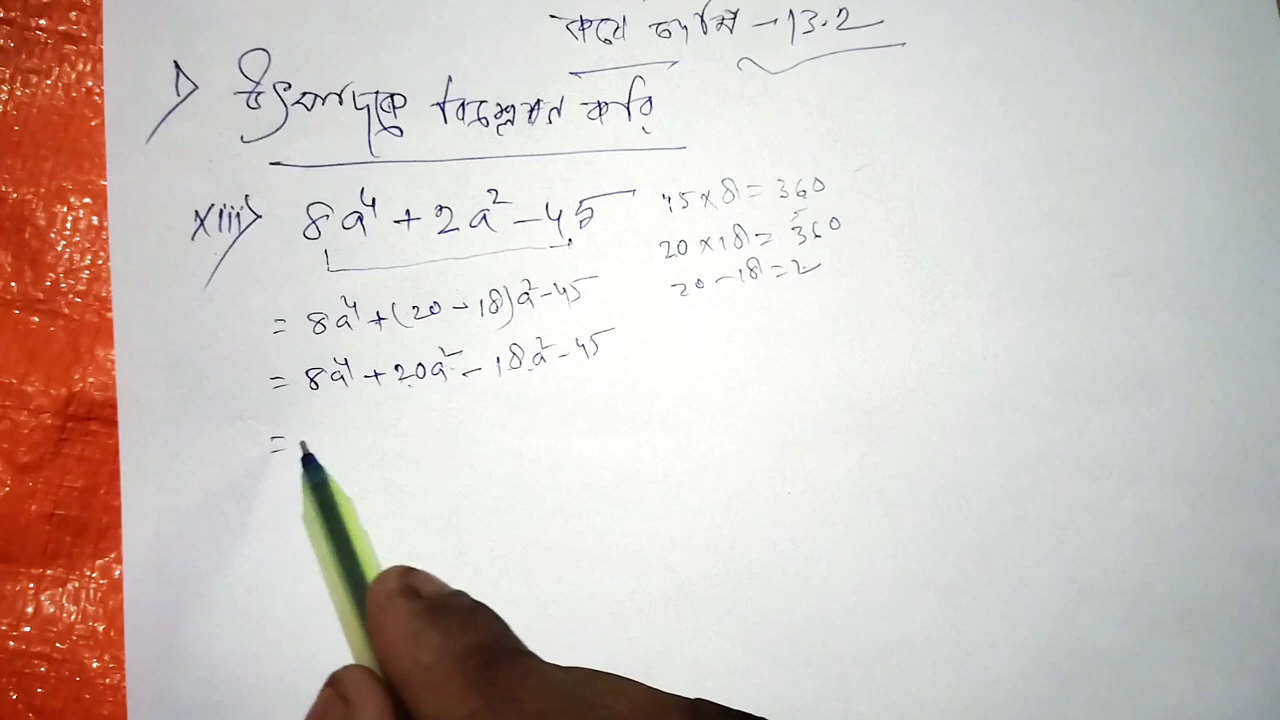 কষে দেখি - 13.2
1> উৎপাদকে বিশ্লেষণ করি
xiii> 8a⁴ + 2a² - 45
45 × 8 = 360
20 × 18 = 360
20 - 18 = 2
= 8a⁴ + (20 - 18)a² - 45
= 8a⁴ + 20a² - 18a² - 45
=